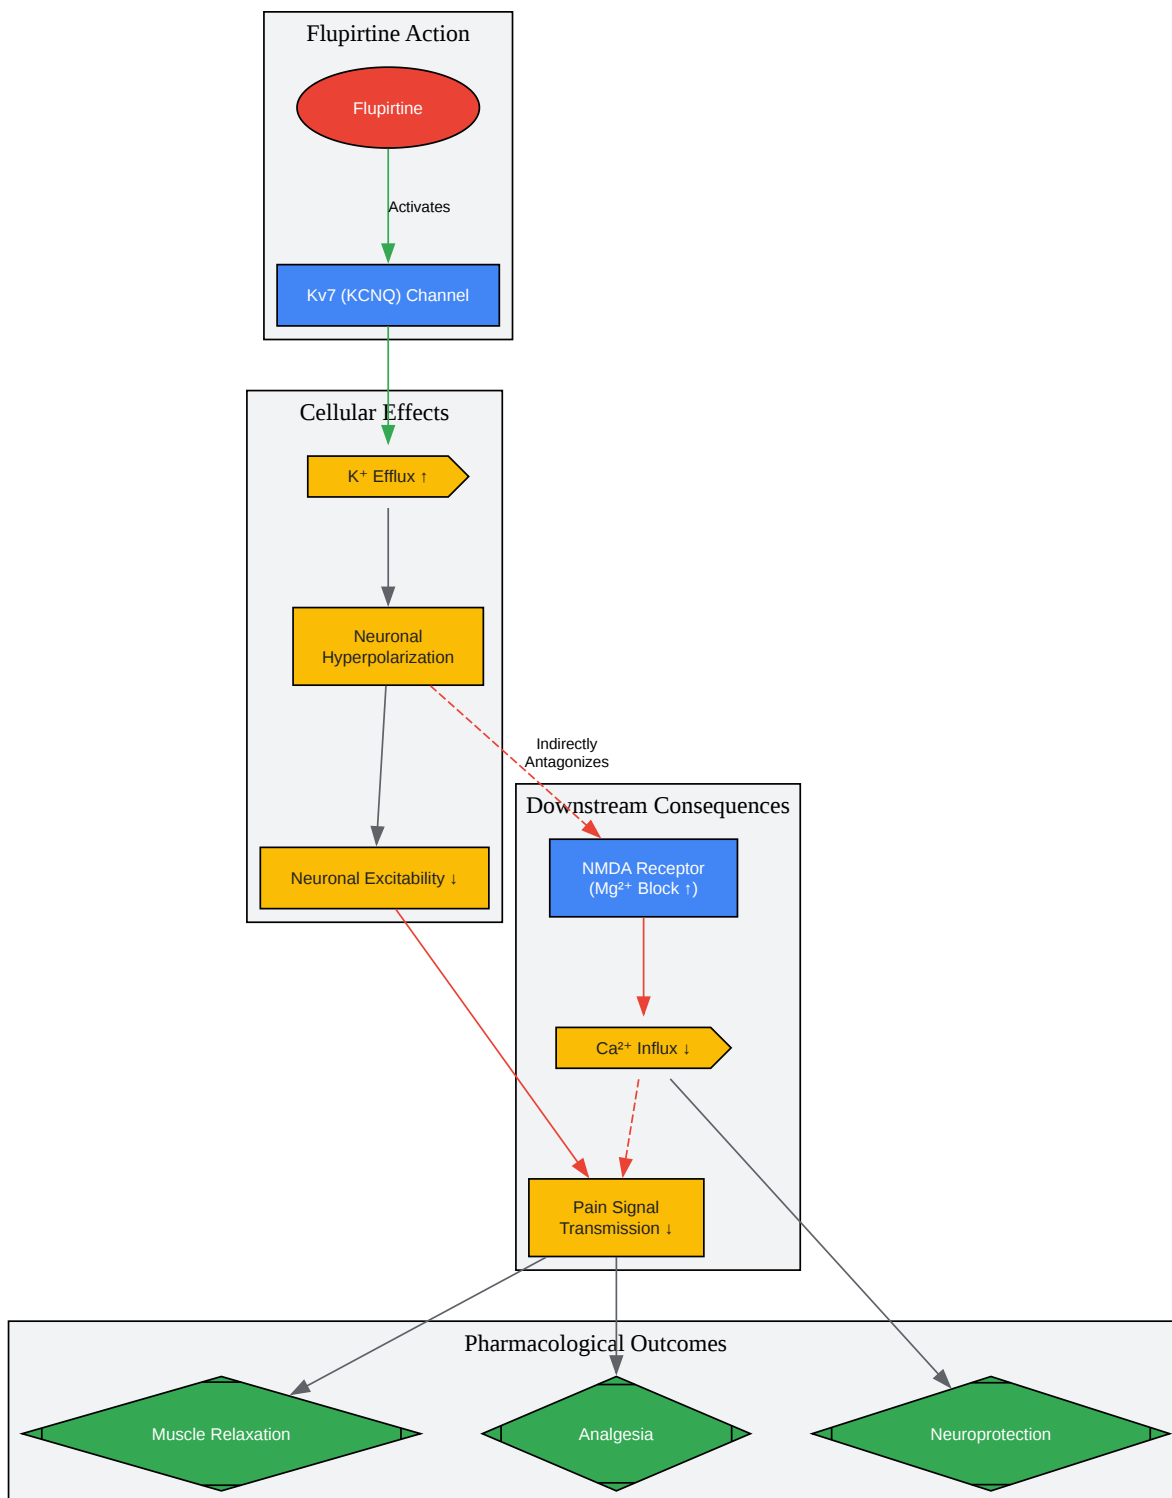 Flupirtine Action
Flupirtine
Activates
Kv7 (KCNQ) Channel
Cellular Effects
K⁺ Efflux ↑
Neuronal
Hyperpolarization
Indirectly
Antagonizes
Downstream Consequences
NMDA Receptor
(Mg²⁺ Block ↑)
Neuronal Excitability ↓
Ca²⁺ Influx ↓
Pain Signal
Transmission ↓
Pharmacological Outcomes
Muscle Relaxation
Analgesia
Neuroprotection